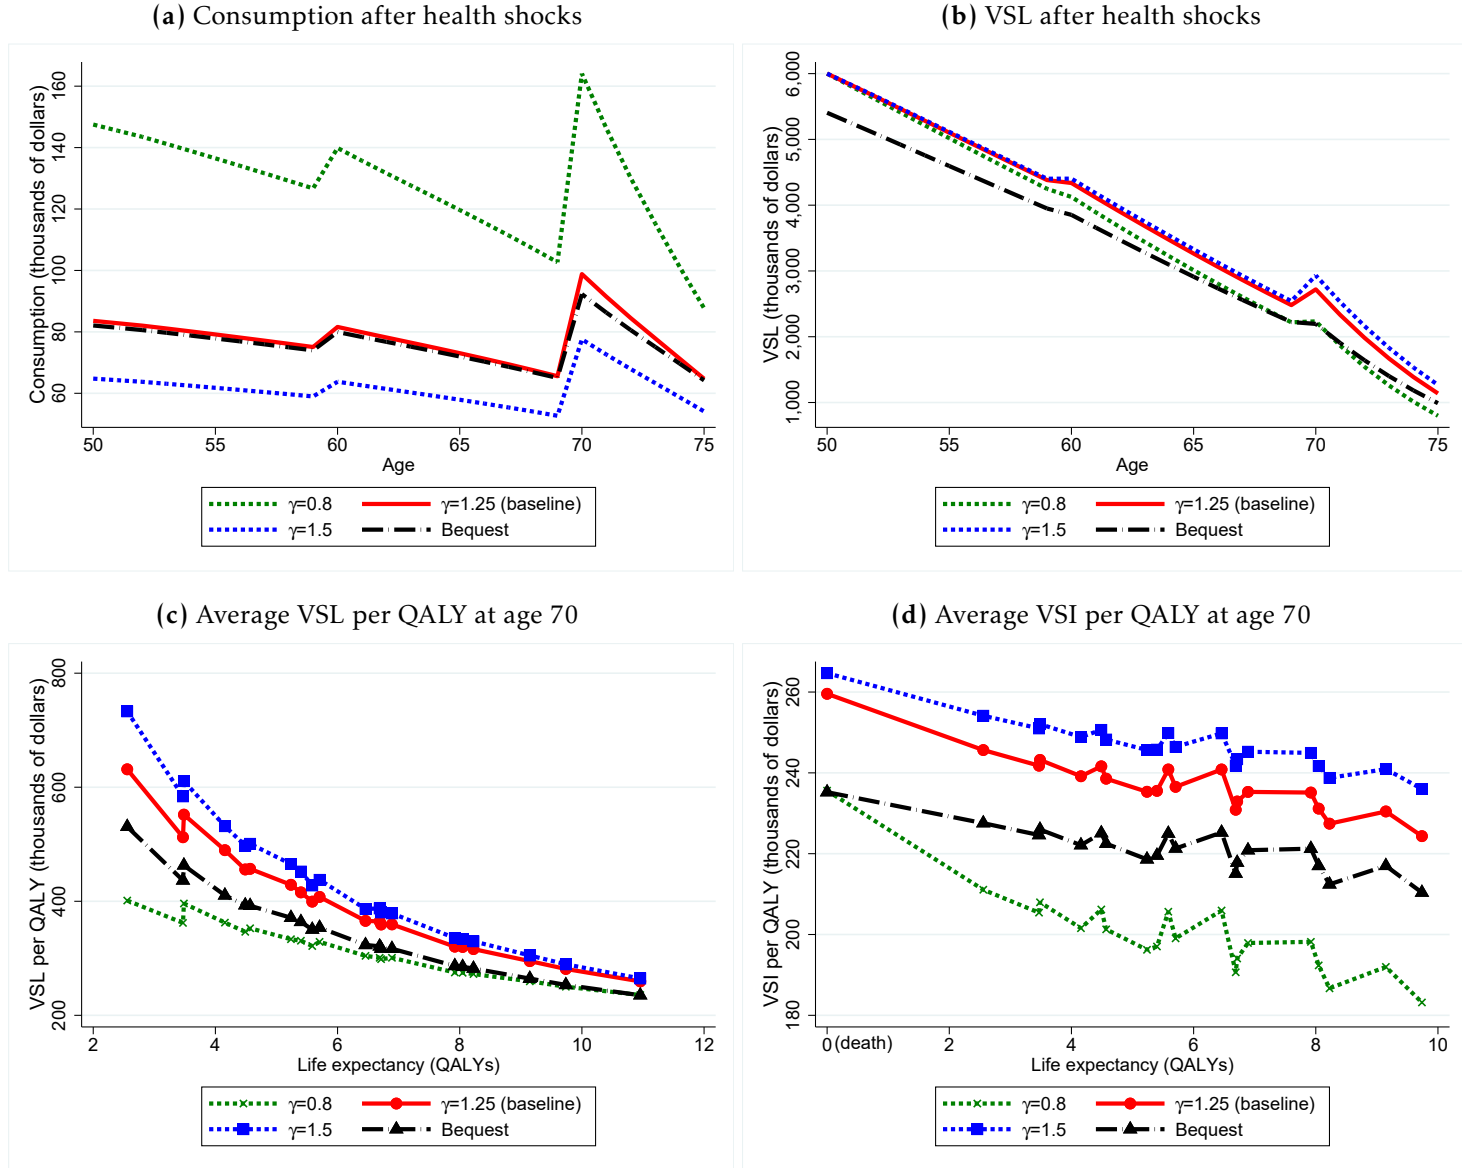 (a) Consumption after health shocks
Consumption (thousands of dollars)
160
140
120
100
80
60
50 55 60 65 70 75
Age
γ=0.8 γ=1.25 (baseline)
γ=1.5 Bequest
(b) VSL after health shocks
VSL (thousands of dollars)
6,000
5,000
4,000
3,000
2,000
1,000
50 55 60 65 70 75
Age
γ=0.8 γ=1.25 (baseline)
γ=1.5 Bequest
(c) Average VSL per QALY at age 70
VSL per QALY (thousands of dollars)
800
600
400
200
2 4 6 8 10 12
Life expectancy (QALYs)
γ=0.8 γ=1.25 (baseline)
γ=1.5 Bequest
(d) Average VSI per QALY at age 70
VSI per QALY (thousands of dollars)
260
240
220
200
180
0 (death) 2 4 6 8 10
Life expectancy (QALYs)
γ=0.8 γ=1.25 (baseline)
γ=1.5 Bequest